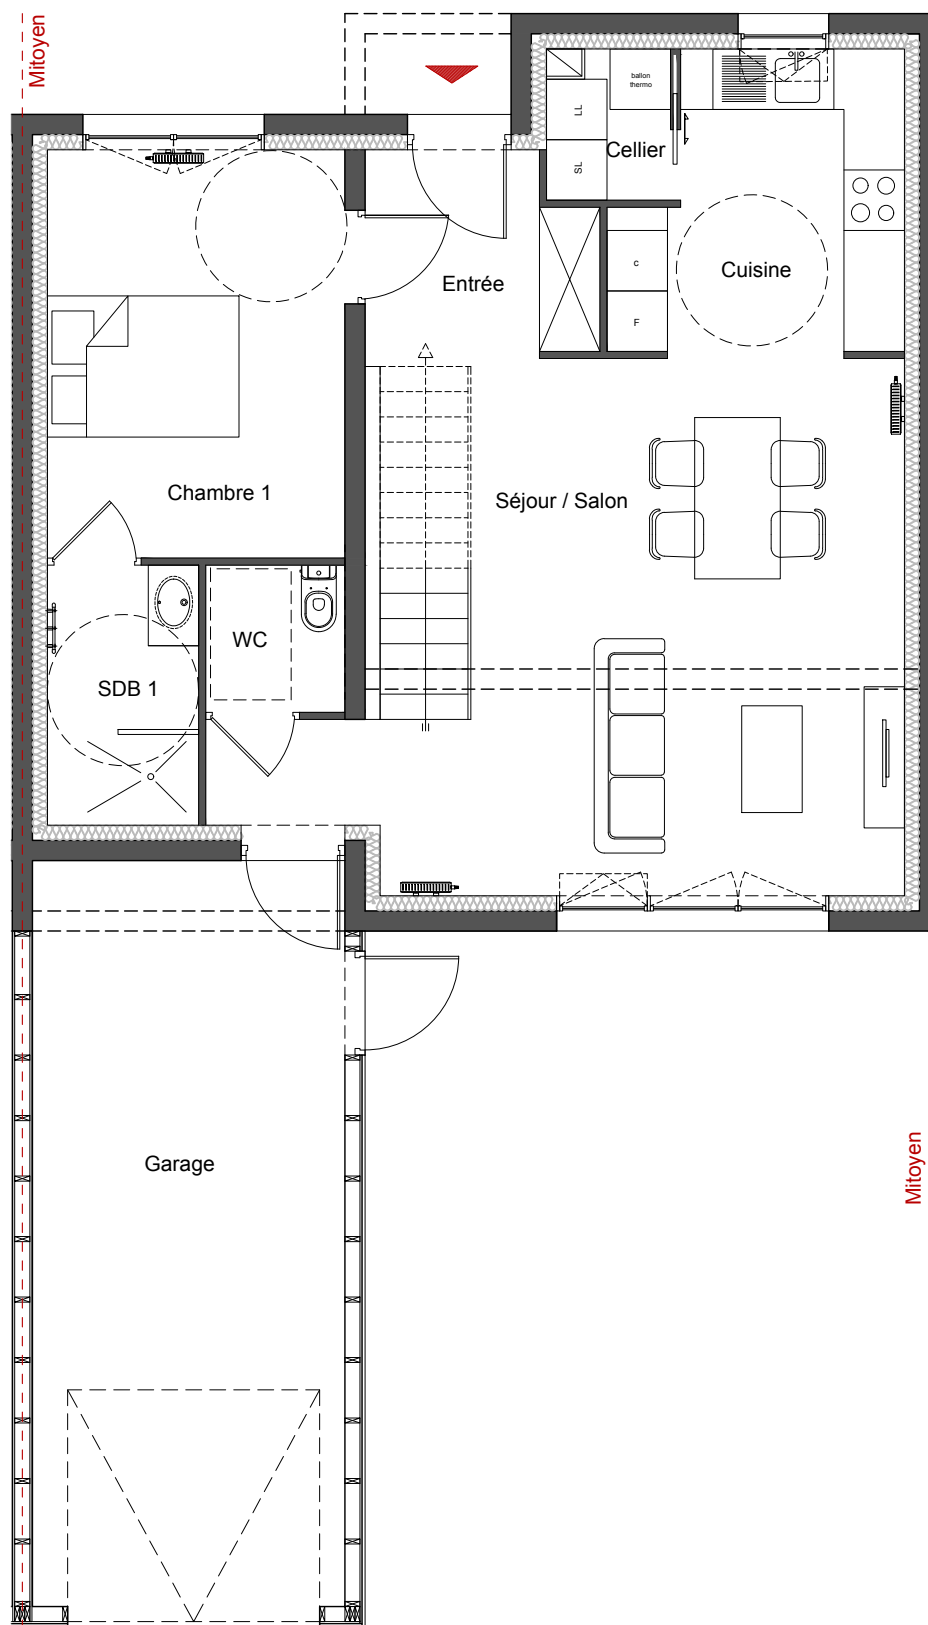 Mitoyen
ballon
thermo
LL
Cellier
SL
Cuisine
c
Entrée
F
Chambre 1
Séjour / Salon
WC
SDB 1
Garage
Mitoyen